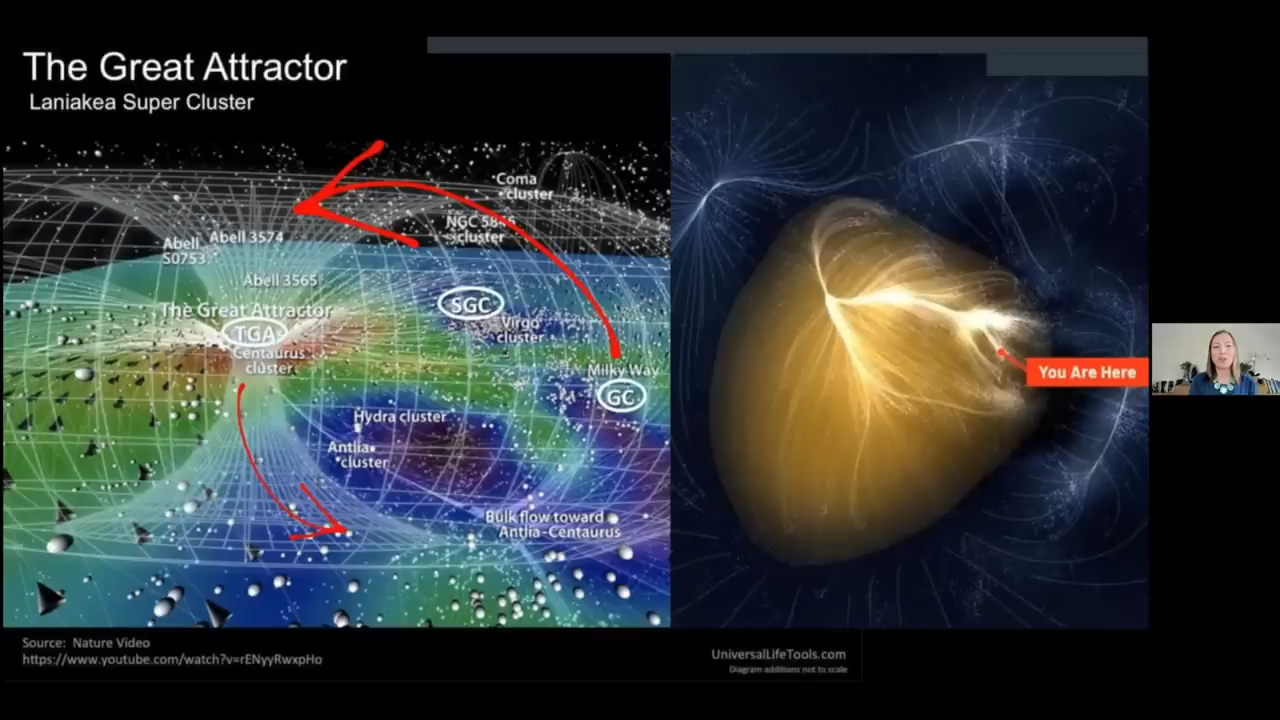 The Great Attractor
Laniakea Super Cluster
Coma
cluster
NGC 5846
cluster
Abell 3574
Abell
S0753
Abell 3565
The Great Attractor
SGC
TGA
Virgo
cluster
Centaurus
cluster
Milky Way
GC
You Are Here
Hydra cluster
Antlia
cluster
Bulk flow toward
Antlia-Centaurus
Source: Nature Video
https://www.youtube.com/watch?v=rENyyRwxpHo
UniversalLifeTools.com
Diagram additions not to scale